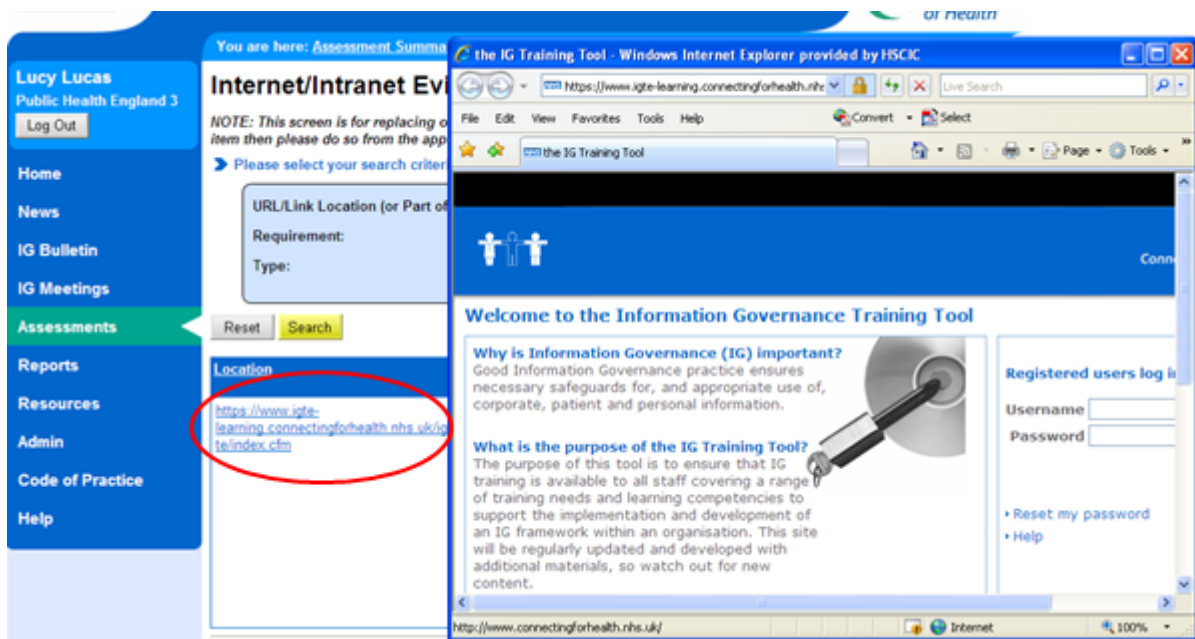 of Health
You are here: Assessment Summa
Lucy Lucas
Public Health England 3
Log Out
Home
News
IG Bulletin
IG Meetings
Assessments
Reports
Resources
Admin
Code of Practice
Help
Internet/Intranet Evi
NOTE: This screen is for replacing o
item then please do so from the app
Please select your search criter
URL/Link Location (or Part of
Requirement:
Type:
Reset Search
Location
https://www.igte-
learning.connectingforhealth.nhs.uk/ig
te/index.cfm
the IG Training Tool - Windows Internet Explorer provided by HSCIC
https://www.igte-learning.connectingforhealth.nhs Live Search
File Edit View Favorites Tools Help Convert Select
the IG Training Tool Page Tools
Conn
Welcome to the Information Governance Training Tool
Why is Information Governance (IG) important?
Good Information Governance practice ensures
necessary safeguards for, and appropriate use of,
corporate, patient and personal information.
What is the purpose of the IG Training Tool?
The purpose of this tool is to ensure that IG
training is available to all staff covering a range
of training needs and learning competencies to
support the implementation and development of
an IG framework within an organisation. This site
will be regularly updated and developed with
additional materials, so watch out for new
content.
Registered users log in
Username
Password
Reset my password
Help
http://www.connectingforhealth.nhs.uk/ Internet 100%